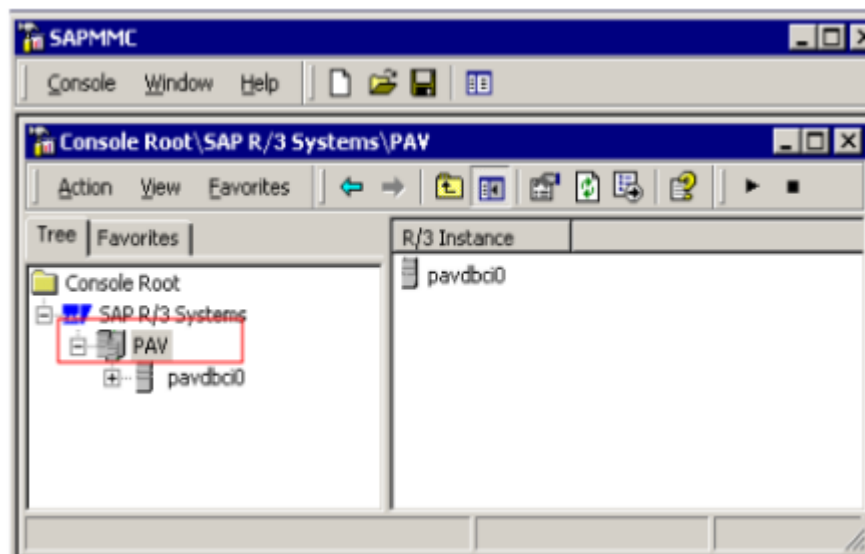 SAPMMC
Console Window Help
Console Root\SAP R/3 Systems\PAV
Action View Favorites
Tree Favorites
R/3 Instance
Console Root
SAP R/3 Systems
PAV
pavdbci0
pavdbci0